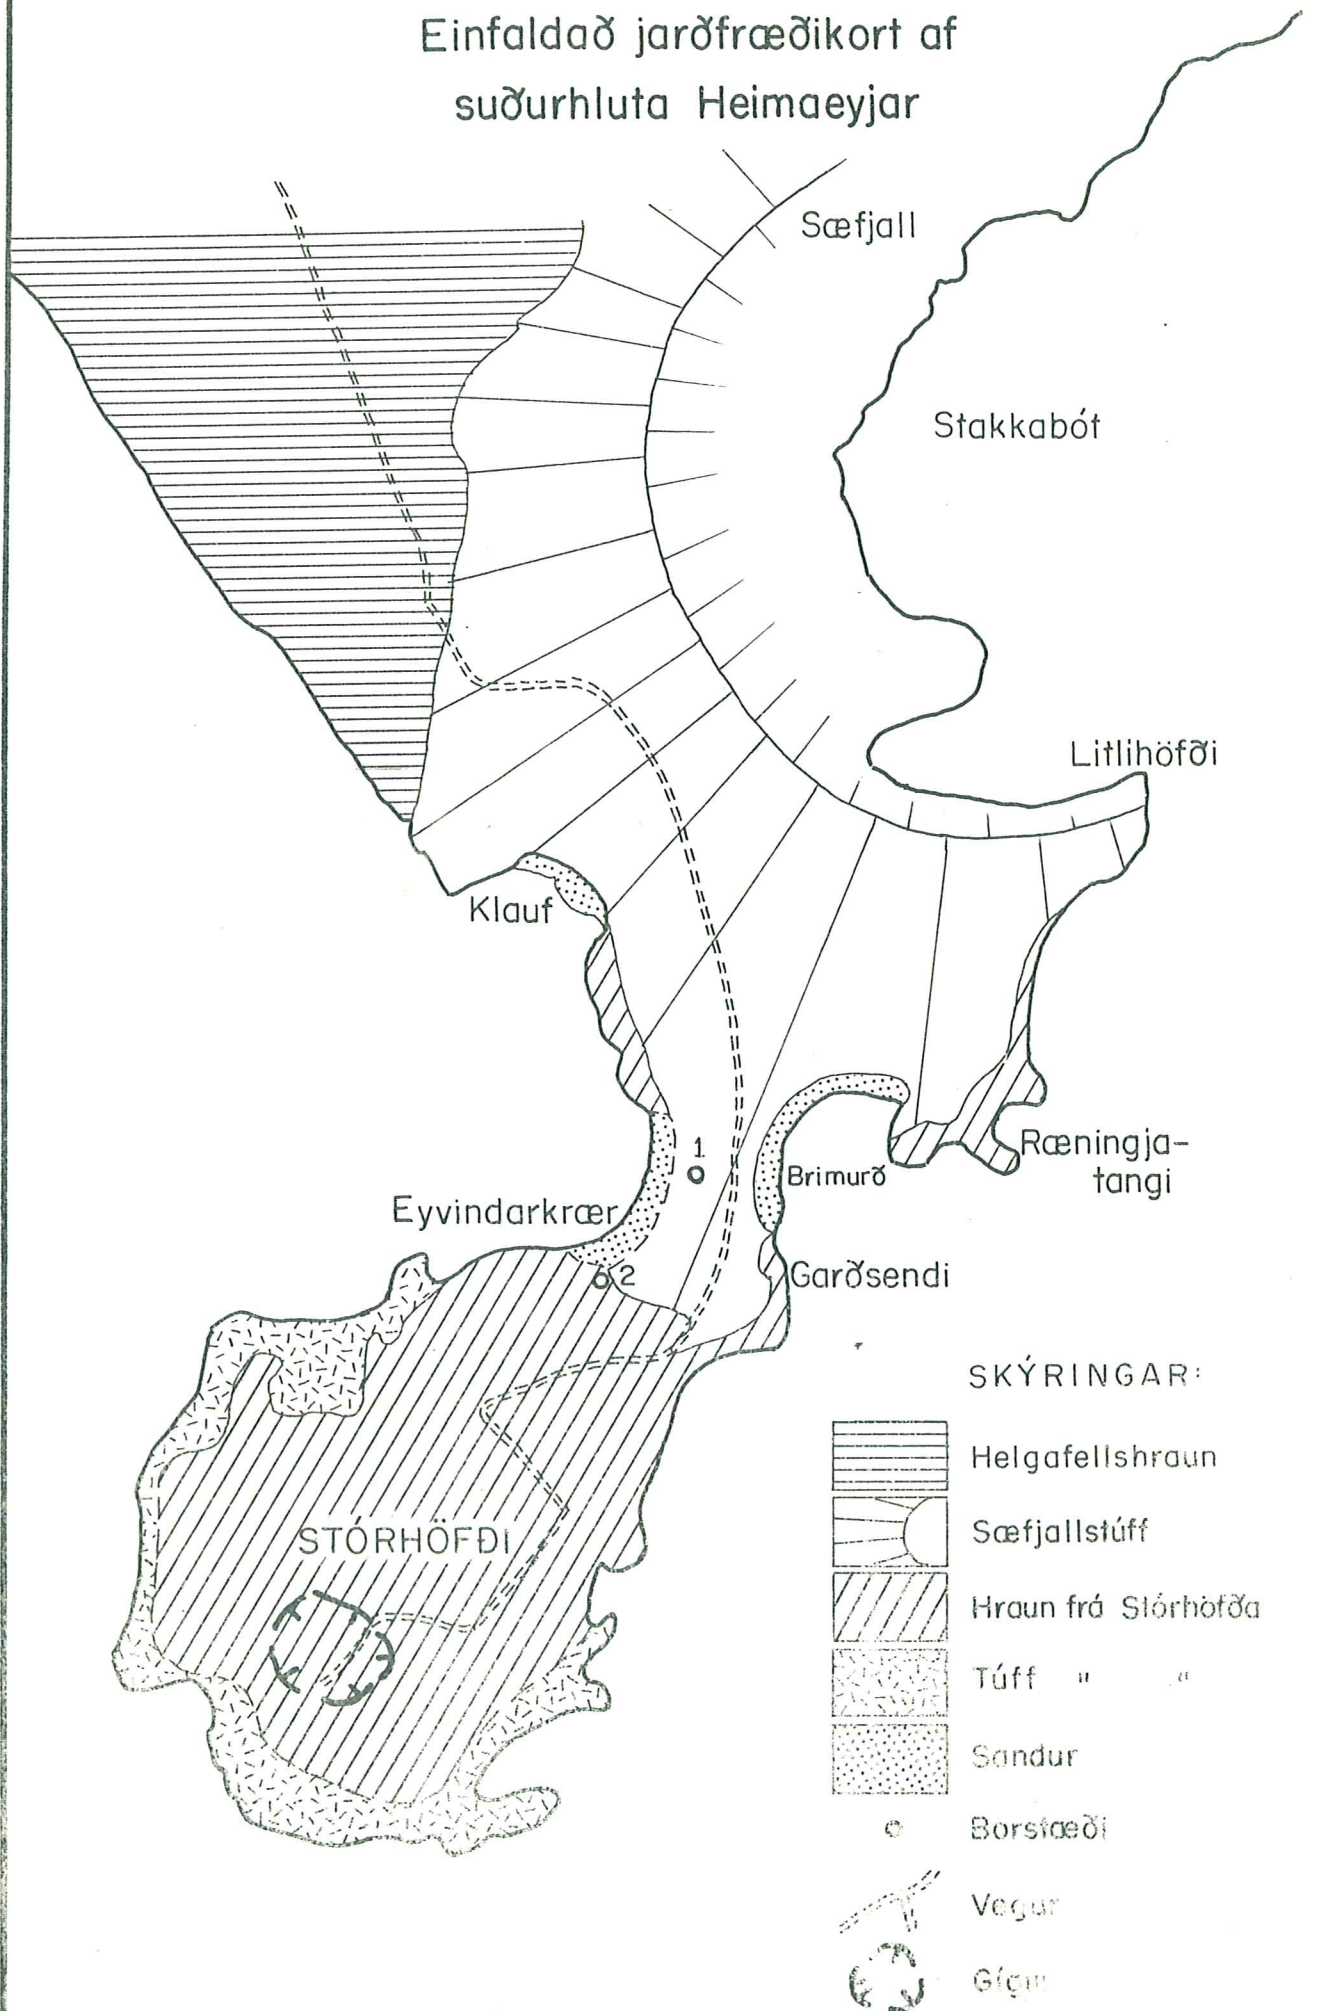 Einfaldað jarðfræðikort af
suðurhluta Heimaeyjar
Sæfjall
Stakkabót
Litlihöfði
Klauf
Ræningja-
tangi
1
Brimurð
Eyvindarkrær
2
Garðsendi
STÓRHÖFÐI
SKÝRINGAR:
Helgafellshraun
Sæfjallstúff
Hraun frá Stórhöfða
Túff " "
Sandur
Borstæði
Vegur
Gígur